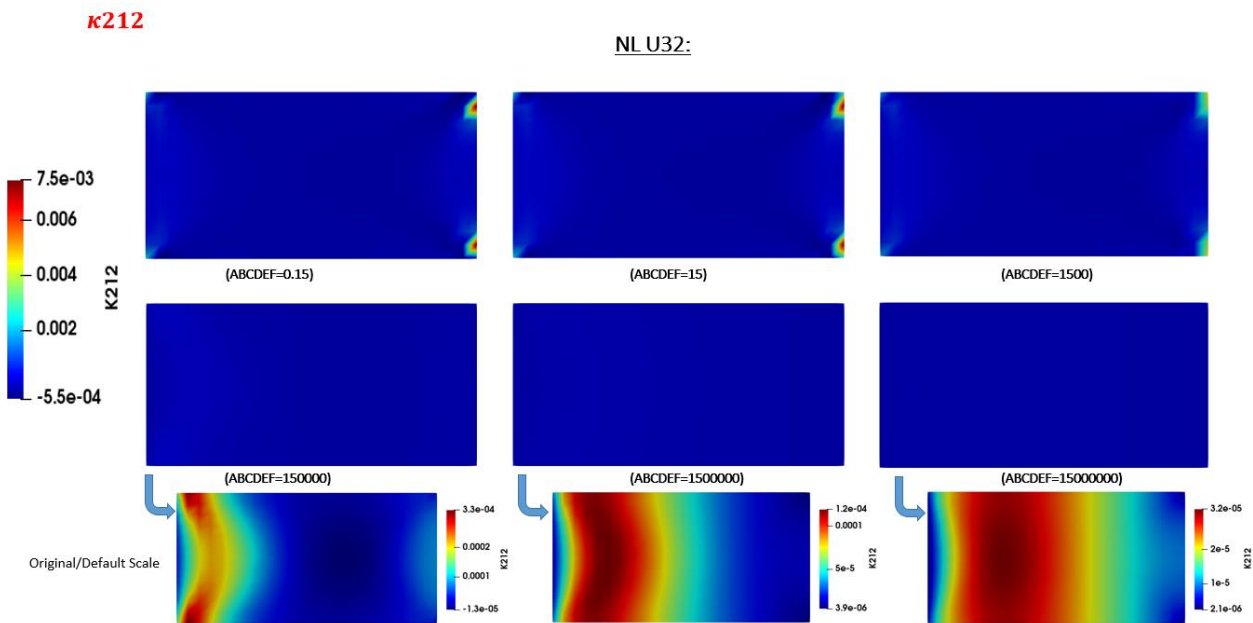 κ212
NL U32:
7.5e-03
0.006
0.004
0.002
-5.5e-04
K212
(ABCDEF=0.15)
(ABCDEF=15)
(ABCDEF=1500)
(ABCDEF=150000)
(ABCDEF=1500000)
(ABCDEF=15000000)
Original/Default Scale
3.3e-04
0.0002
0.0001
-1.3e-05
K212
1.2e-04
0.0001
5e-5
3.9e-06
K212
3.2e-05
2e-5
1e-5
2.1e-06
K212